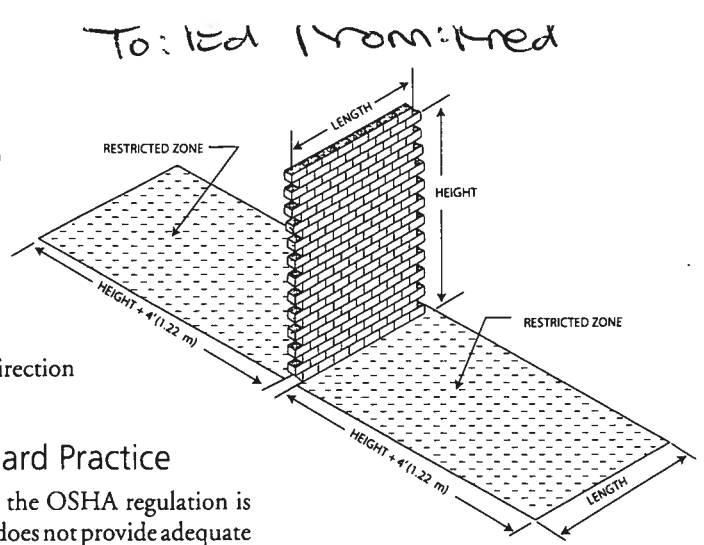 To: Ed From: Fred
LENGTH
RESTRICTED ZONE
HEIGHT
HEIGHT + 4'(1.22 m)
RESTRICTED ZONE
irection
HEIGHT + 4'(1.22 m)
LENGTH
ard Practice
the OSHA regulation is
does not provide adequate